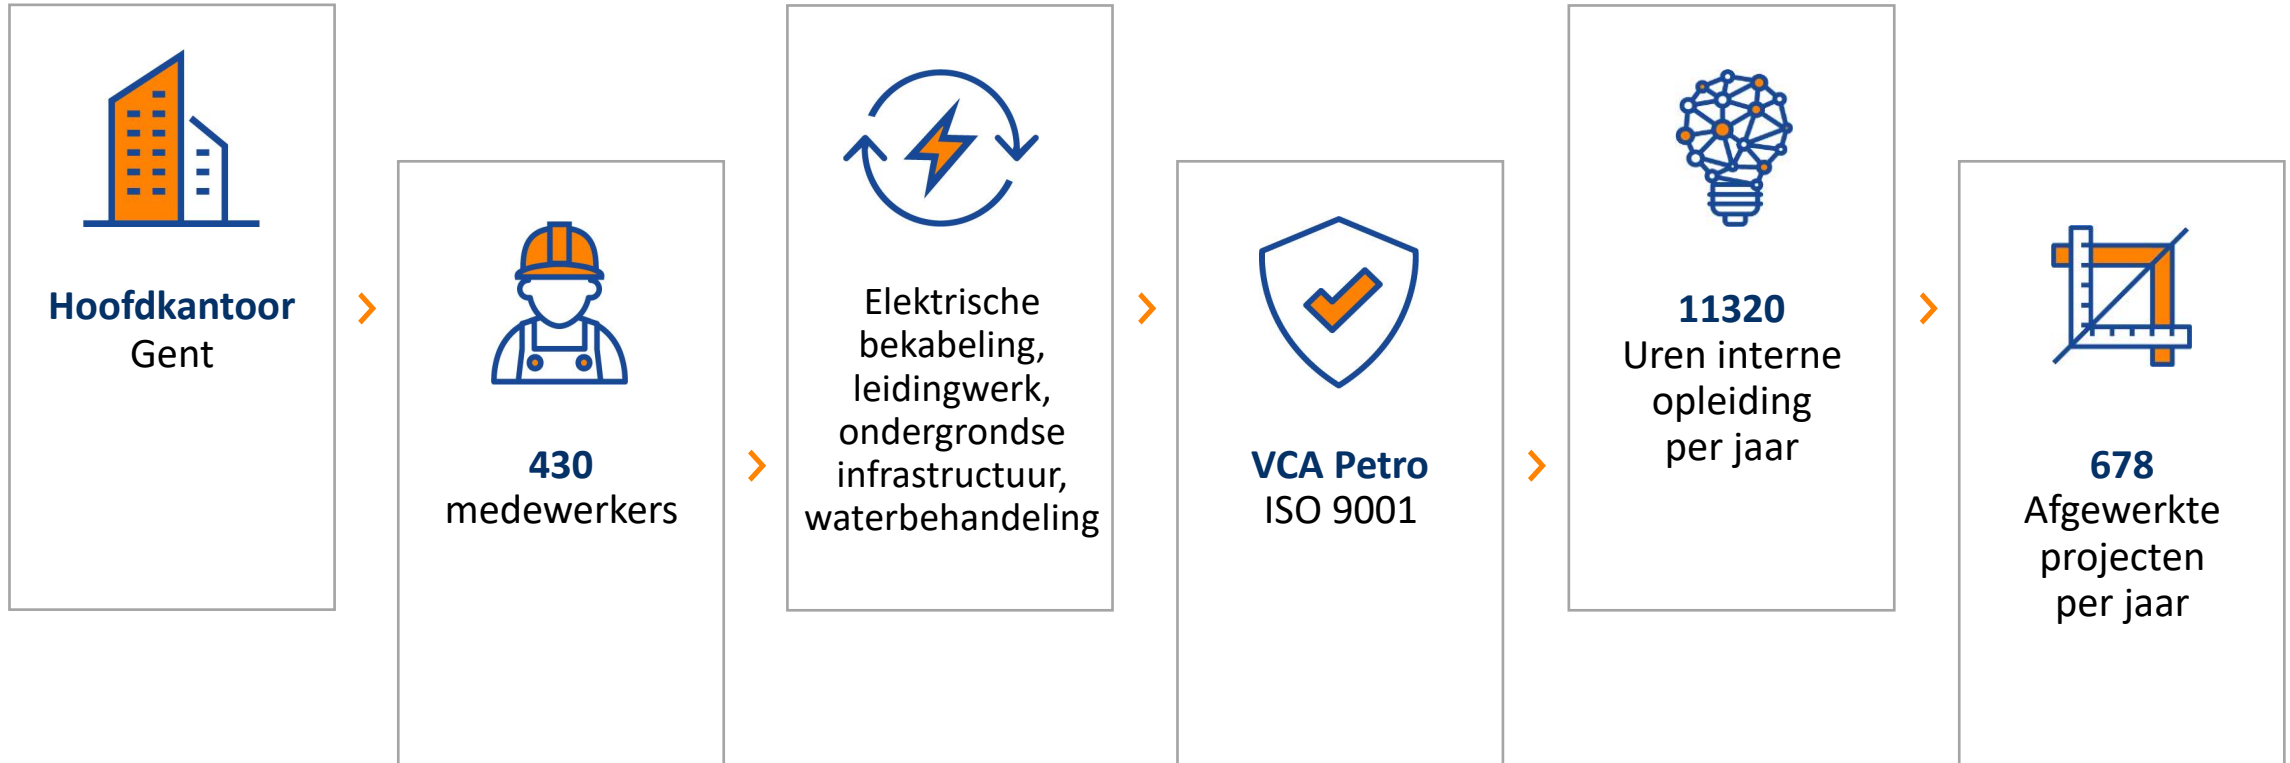 Hoofdkantoor
Gent
430
medewerkers
Elektrische
bekabeling,
leidingwerk,
ondergrondse
infrastructuur,
waterbehandeling
VCA Petro
ISO 9001
11320
Uren interne
opleiding
per jaar
678
Afgewerkte
projecten
per jaar